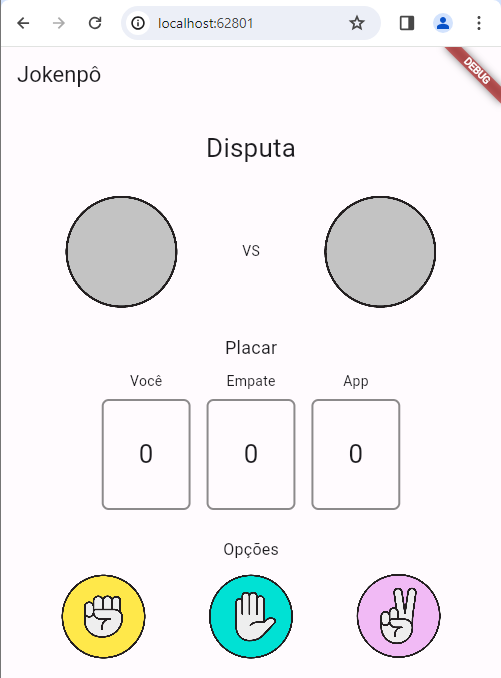 localhost:62801
Jokenpô
DEBUG
Disputa
VS
Placar
Você Empate App
0 0 0
Opções